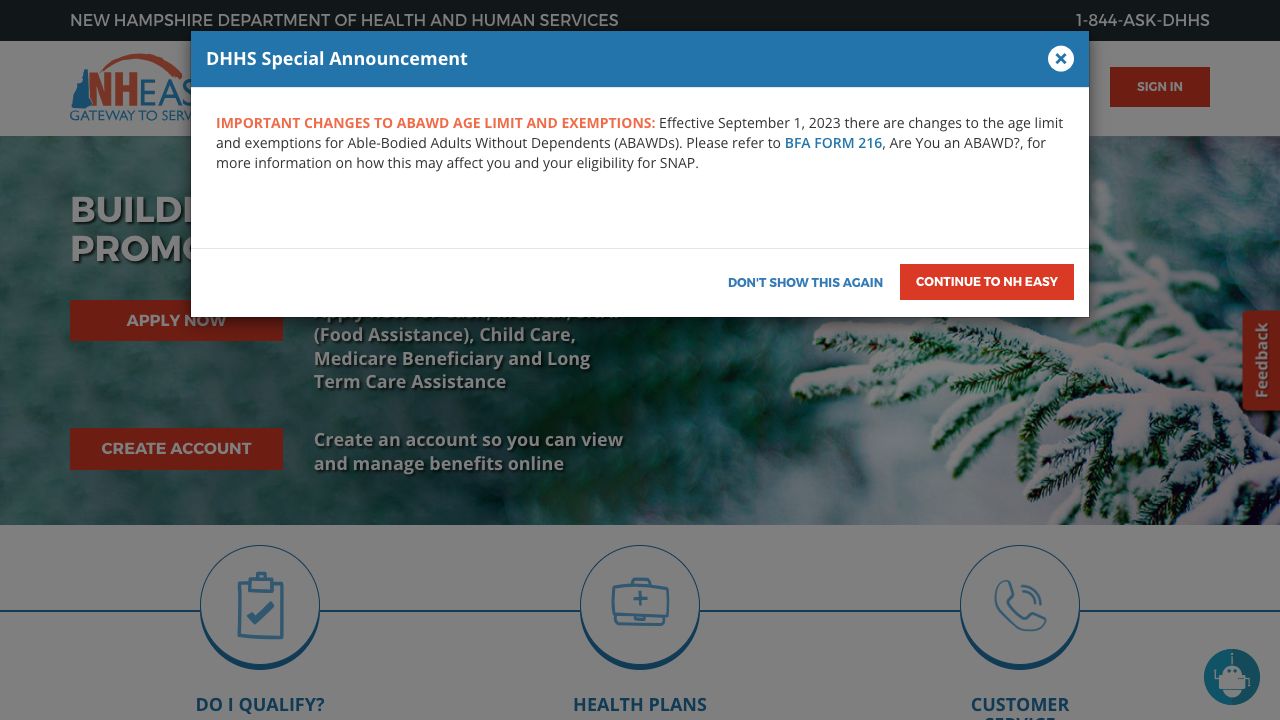 NEW HAMPSHIRE DEPARTMENT OF HEALTH AND HUMAN SERVICES
1-844-ASK-DHHS
DHHS Special Announcement
NHEAS
GATEWAY TO SERV
SIGN IN
IMPORTANT CHANGES TO ABAWD AGE LIMIT AND EXEMPTIONS: Effective September 1, 2023 there are changes to the age limit
and exemptions for Able-Bodied Adults Without Dependents (ABAWDs). Please refer to BFA FORM 216, Are You an ABAWD?, for
more information on how this may affect you and your eligibility for SNAP.
BUILDI
PROMO
DON'T SHOW THIS AGAIN
CONTINUE TO NH EASY
APPLY NOW
(Food Assistance), Child Care,
Medicare Beneficiary and Long
Term Care Assistance
Feedback
CREATE ACCOUNT
Create an account so you can view
and manage benefits online
DO I QUALIFY?
HEALTH PLANS
CUSTOMER
SERVICE